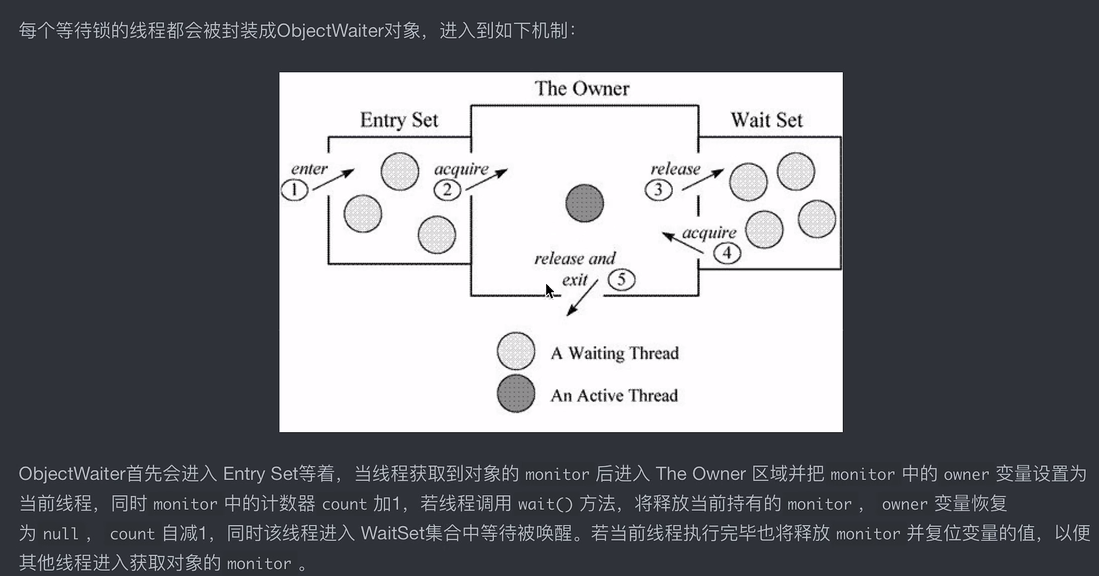 每个等待锁的线程都会被封装成ObjectWaiter对象，进入到如下机制：
The Owner
Entry Set
Wait Set
enter
1
acquire
2
release
3
acquire
4
release and
exit
5
A Waiting Thread
An Active Thread
ObjectWaiter首先会进入 Entry Set等着，当线程获取到对象的 monitor 后进入 The Owner 区域并把 monitor 中的 owner 变量设置为
当前线程，同时 monitor 中的计数器 count 加1，若线程调用 wait() 方法，将释放当前持有的 monitor ， owner 变量恢复
为 null ， count 自减1，同时该线程进入 WaitSet集合中等待被唤醒。若当前线程执行完毕也将释放 monitor 并复位变量的值，以便
其他线程进入获取对象的 monitor 。